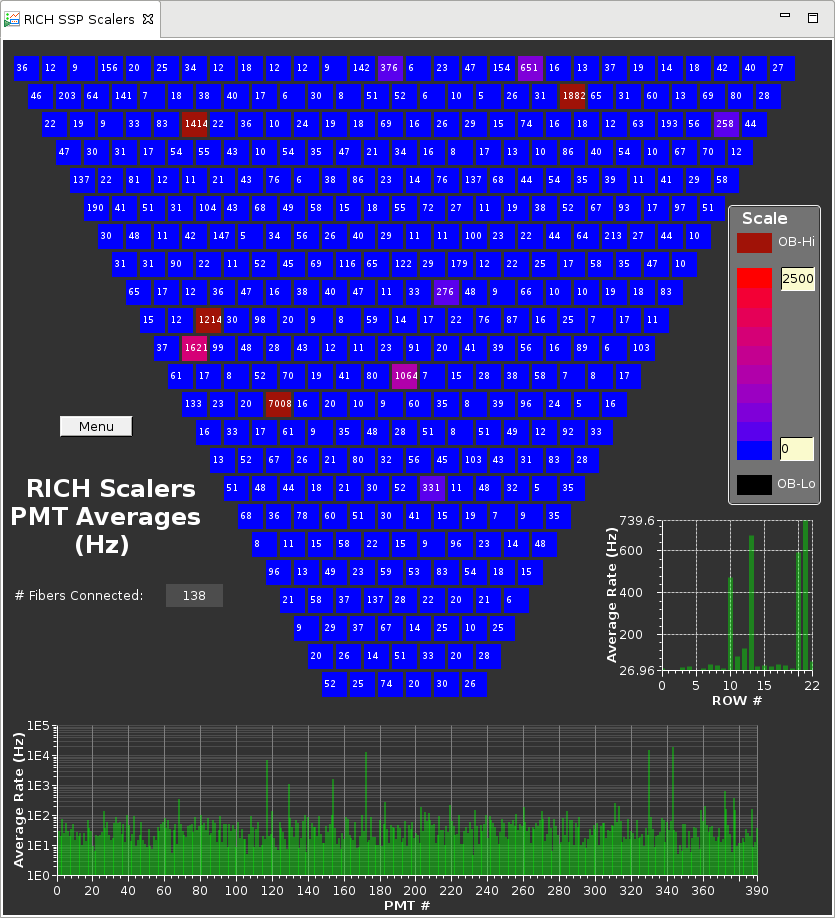 RICH SSP Scalers
36 12 9 156 20 25 34 12 18 12 12 9 142 376 6 23 47 154 651 16 13 37 19 14 18 42 40 27
46 203 64 141 7 18 38 40 17 6 30 8 51 52 6 10 5 26 31 1882 65 31 60 13 69 80 28
22 19 9 33 83 1414 22 36 10 24 19 18 69 16 26 29 15 74 16 18 12 63 193 56 258 44
47 30 31 17 54 55 43 10 54 35 47 21 34 16 8 17 13 10 86 40 54 10 67 70 12
137 22 81 12 11 21 43 76 6 38 86 23 14 76 137 68 44 54 35 39 11 41 29 58
190 41 51 31 104 43 68 49 58 15 18 55 72 27 11 19 38 52 67 93 17 97 51
30 48 11 42 147 5 34 56 26 40 29 11 11 100 23 22 44 64 213 27 44 10
31 31 90 22 11 52 45 69 116 65 122 29 179 12 22 25 17 58 35 47 10
65 17 12 36 47 16 38 40 47 11 33 276 48 9 66 10 10 25 18 83
15 12 1214 30 98 20 9 8 59 14 17 22 87 16 25 7 17 11
37 1621 99 48 28 43 12 11 23 91 20 41 39 56 16 89 6 103
61 17 8 52 70 19 41 80 1064 7 15 28 38 58 7 8 17
133 23 20 7008 16 20 10 9 60 35 8 39 96 24 5 16
16 33 17 61 9 35 48 28 51 8 51 49 12 92 33
13 52 67 26 21 80 32 56 45 103 43 31 83 28
51 48 44 18 21 30 52 331 11 48 32 5 35
68 36 78 60 51 30 41 15 19 7 9 35
8 11 15 58 22 15 9 96 23 14 48
96 13 49 23 59 53 83 54 18 15
21 58 37 137 28 22 20 21 6
9 29 37 67 14 25 10 25
20 26 14 51 33 20 28
52 25 74 20 30 26
Scale
OB-Hi
2500
0
OB-Lo
Menu
RICH Scalers
PMT Averages
(Hz)
# Fibers Connected: 138
Average Rate (Hz)
739.6
600
400
200
26.96
0 5 10 15 22
ROW #
Average Rate (Hz)
1E5
1E4
1E3
1E2
1E1
1E0
0 20 40 60 80 100 120 140 160 180 200 220 240 260 280 300 320 340 360 390
PMT #